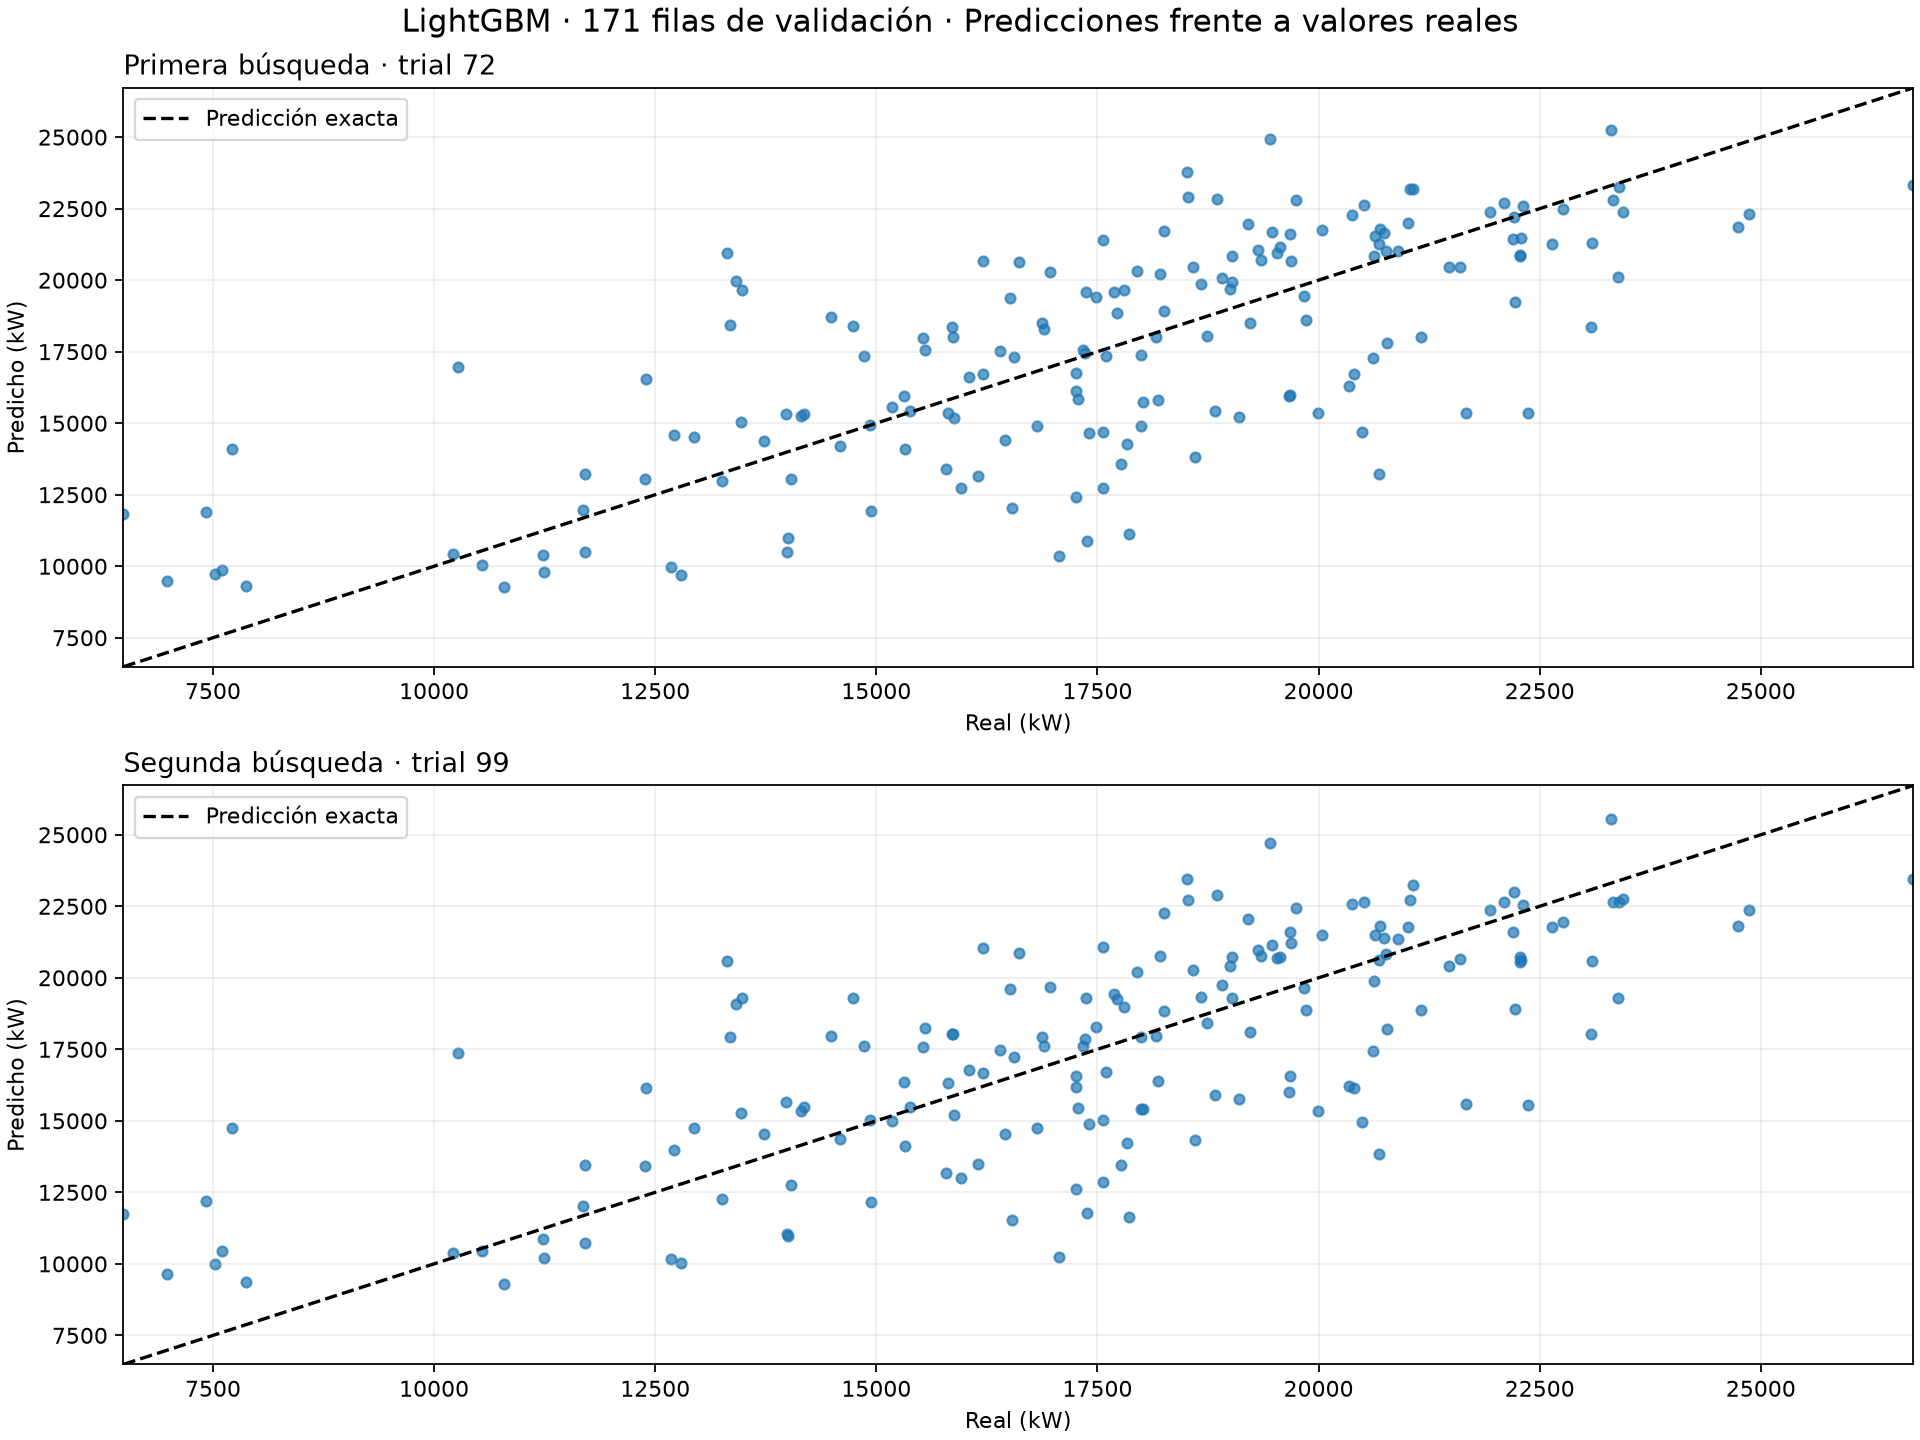 LightGBM · 171 filas de validación · Predicciones frente a valores reales
Primera búsqueda · trial 72
Predicción exacta
25000
22500
20000
17500
15000
12500
10000
7500
Predicho (kW)
7500 10000 12500 15000 17500 20000 22500 25000
Real (kW)
Segunda búsqueda · trial 99
Predicción exacta
25000
22500
20000
17500
15000
12500
10000
7500
Predicho (kW)
7500 10000 12500 15000 17500 20000 22500 25000
Real (kW)